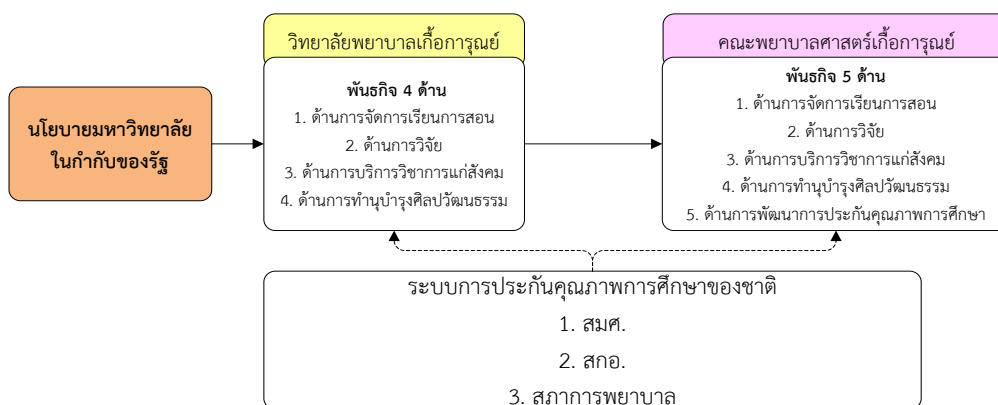 นโยบายมหาวิทยาลัย
ในกำกับของรัฐ
วิทยาลัยพยาบาลเกื้อการุณย์
พันธกิจ 4 ด้าน
1. ด้านการจัดการเรียนการสอน
2. ด้านการวิจัย
3. ด้านการบริการวิชาการแก่สังคม
4. ด้านการทำนุบำรุงศิลปวัฒนธรรม
คณะพยาบาลศาสตร์เกื้อการุณย์
พันธกิจ 5 ด้าน
1. ด้านการจัดการเรียนการสอน
2. ด้านการวิจัย
3. ด้านการบริการวิชาการแก่สังคม
4. ด้านการทำนุบำรุงศิลปวัฒนธรรม
5. ด้านการพัฒนาการประกันคุณภาพการศึกษา
ระบบการประกันคุณภาพการศึกษาของชาติ
1. สมศ.
2. สกอ.
3. สภาการพยาบาล